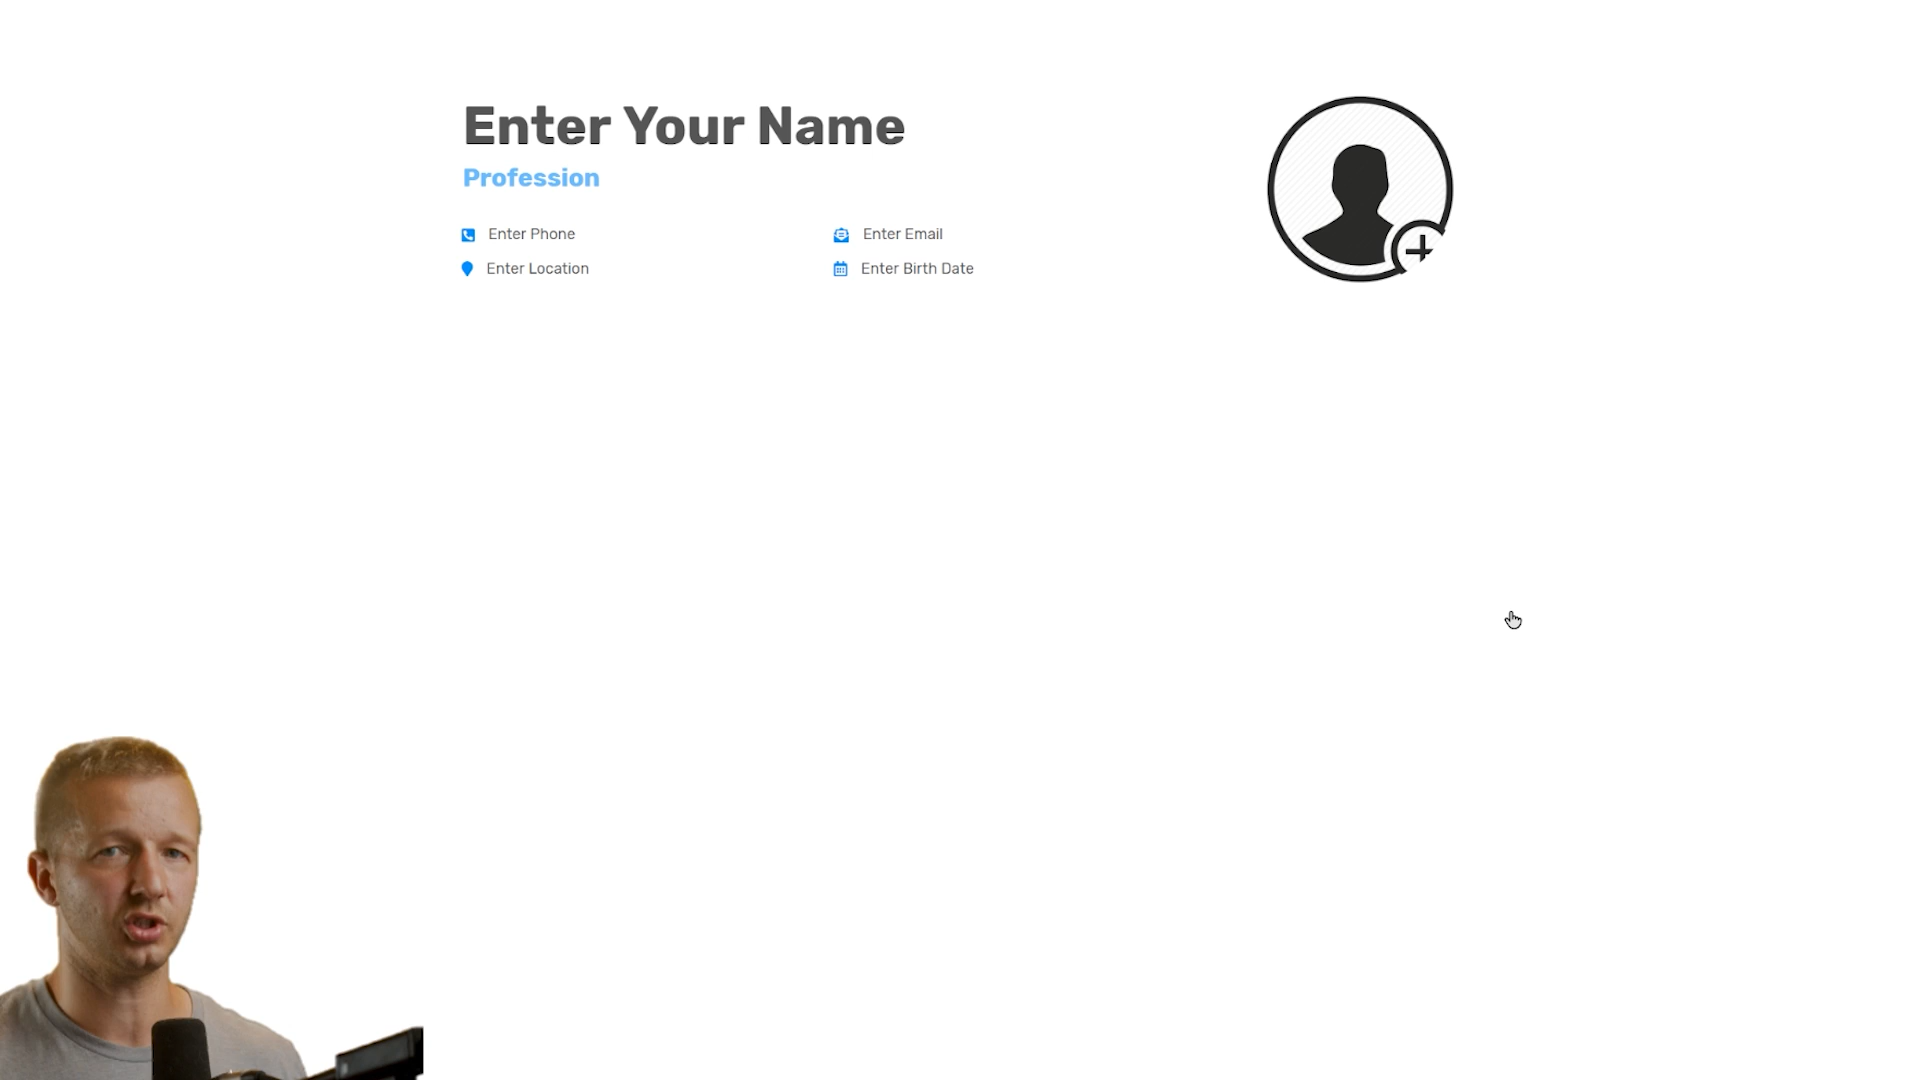 Enter Your Name
Profession
Enter Phone
Enter Email
Enter Location
Enter Birth Date